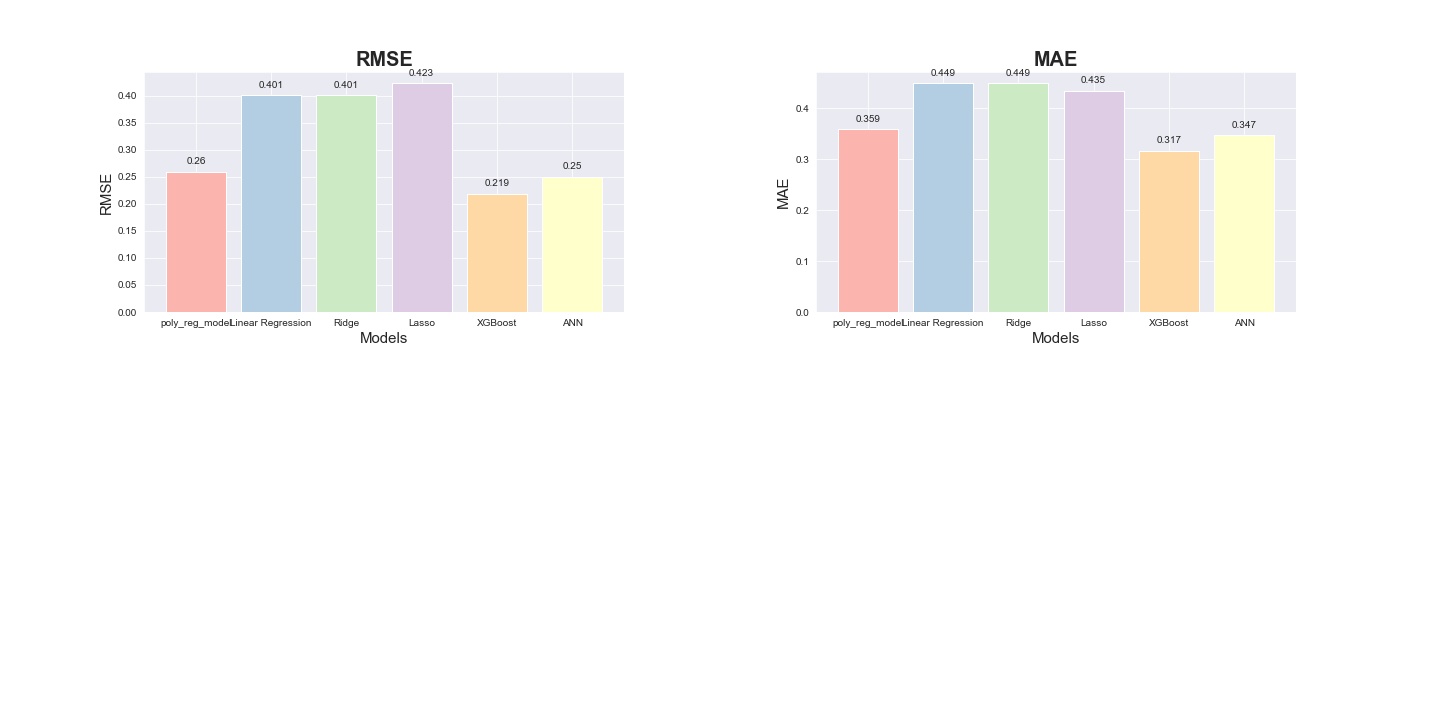 RMSE
0.423
0.401
0.401
0.26
0.25
0.219
0.40
0.35
0.30
0.25
0.20
0.15
0.10
0.05
0.00
RMSE
poly_reg_model
Linear Regression
Ridge
Lasso
XGBoost
ANN
Models
MAE
0.449
0.449
0.435
0.359
0.347
0.317
0.4
0.3
0.2
0.1
0.0
MAE
poly_reg_model
Linear Regression
Ridge
Lasso
XGBoost
ANN
Models